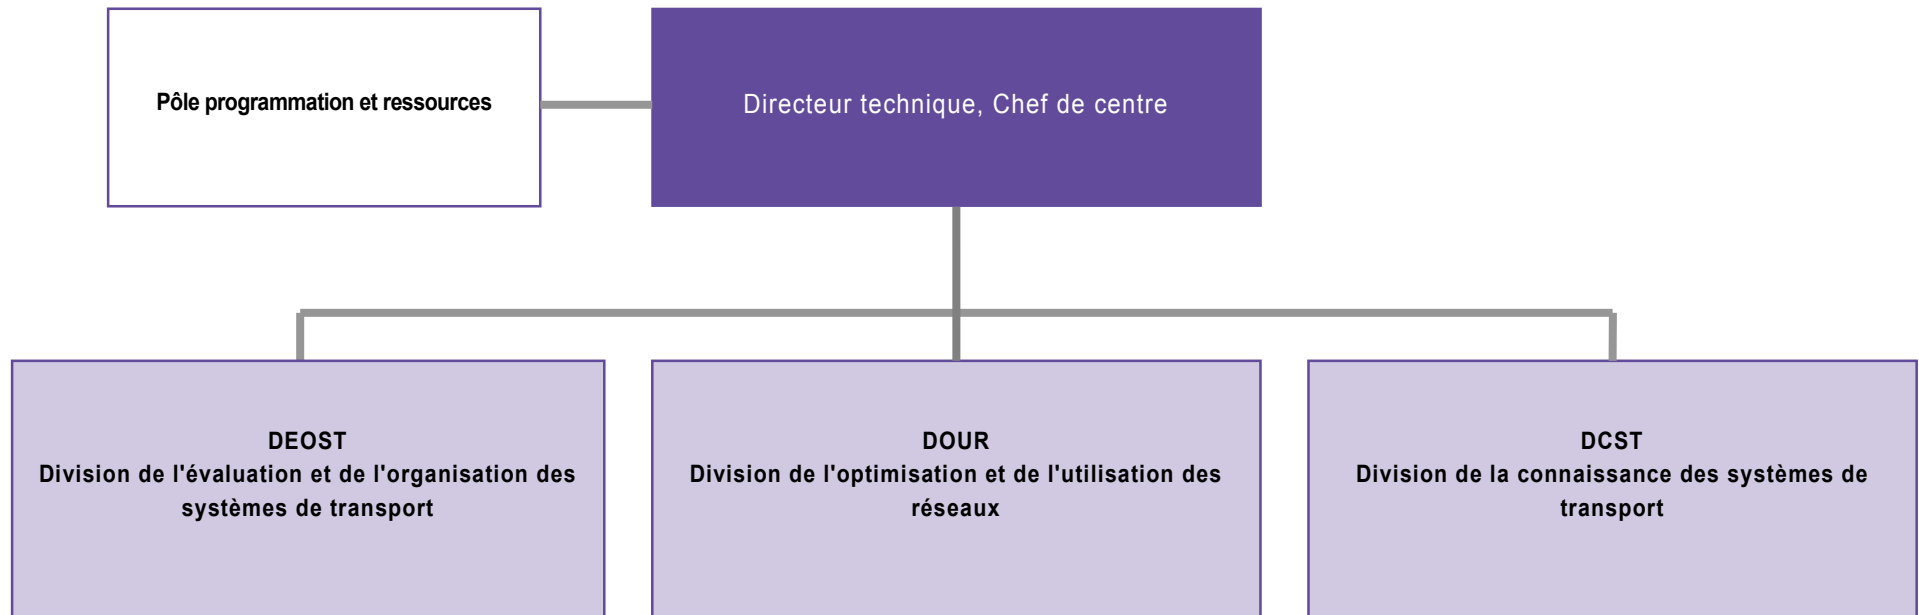 Pôle programmation et ressources
Directeur technique, Chef de centre
DEOST
Division de l'évaluation et de l'organisation des
systèmes de transport
DOUR
Division de l'optimisation et de l'utilisation des
réseaux
DCST
Division de la connaissance des systèmes de
transport